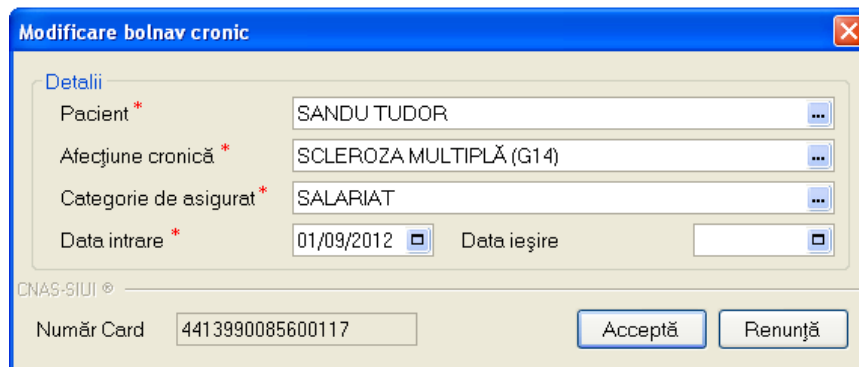 Modificare bolnav cronic
Detalii
Pacient * SANDU TUDOR ...
Afecţiune cronică * SCLEROZA MULTIPLĂ (G14) ...
Categorie de asigurat * SALARIAT ...
Data intrare * 01/09/2012 Data ieşire
CNAS-SIUI ®
Număr Card 4413990085600117 Acceptă Renunţă